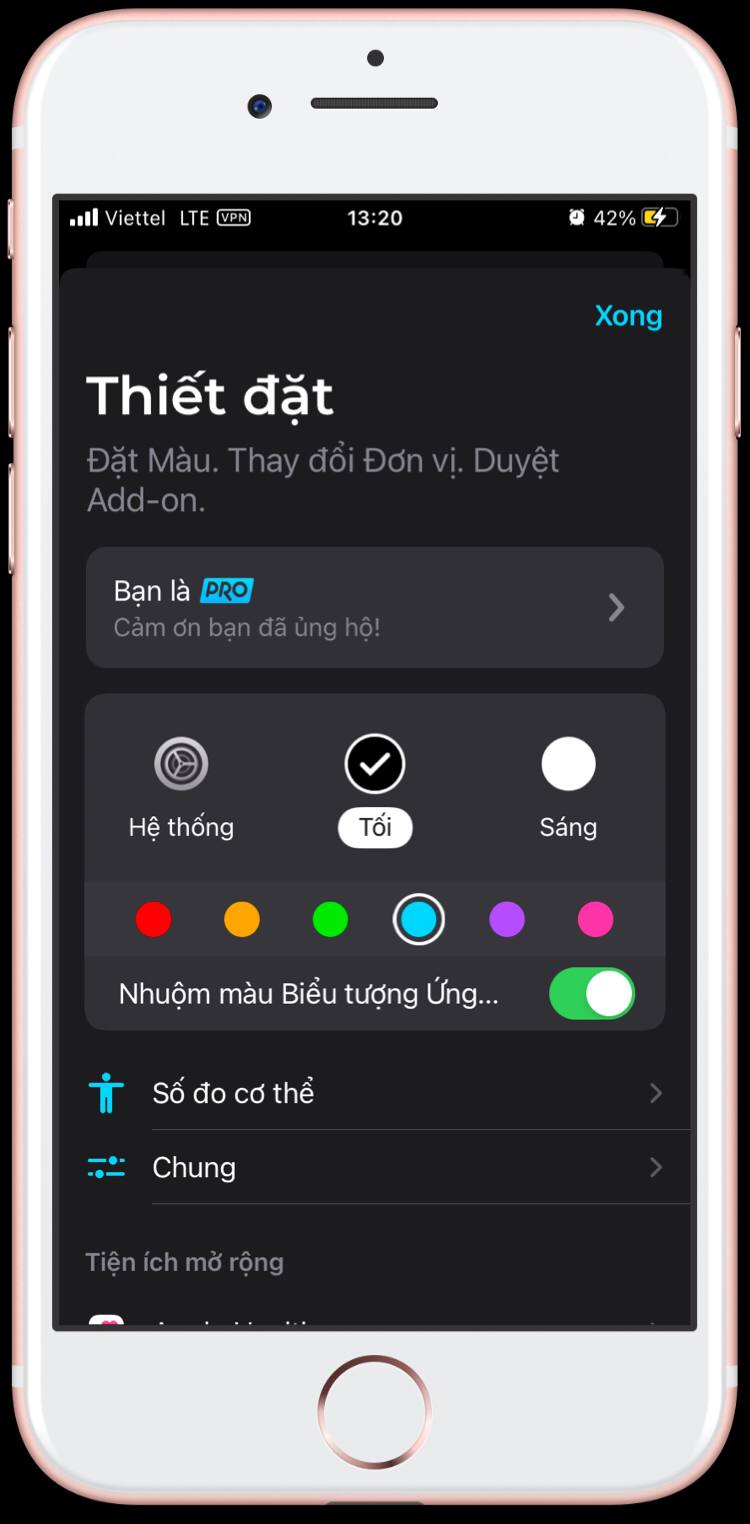 Viettel LTE VPN 13:20 42%
Xong
Thiết đặt
Đặt Màu. Thay đổi Đơn vị. Duyệt
Add-on.
Bạn là PRO
Cảm ơn bạn đã ủng hộ!
Hệ thống Tối Sáng
Nhuộm màu Biểu tượng Ứng...
Số đo cơ thể
Chung
Tiện ích mở rộng